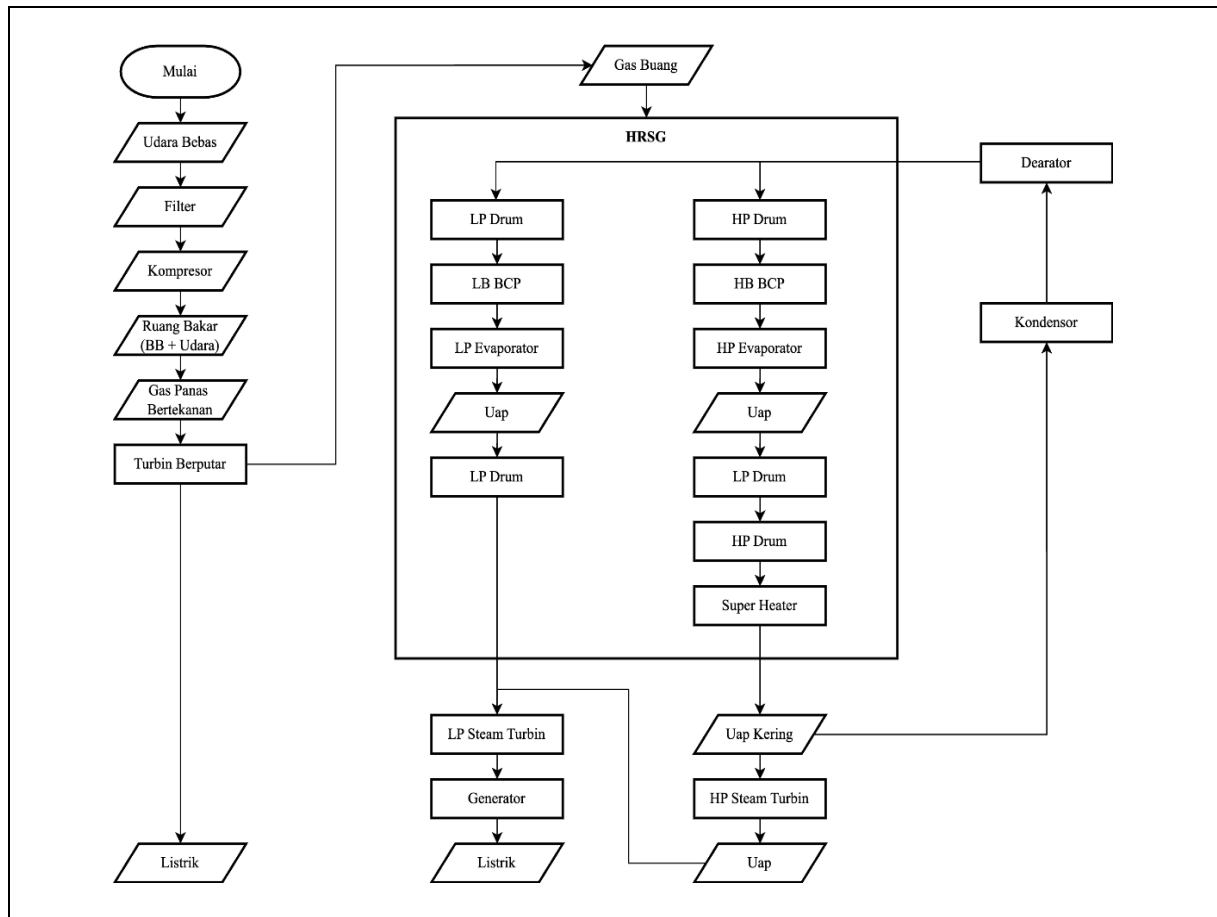 Mulai
Udara Bebas
Filter
Kompresor
Ruang Bakar
(BB + Udara)
Gas Panas
Bertekanan
Turbin Berputar
Listrik
Gas Buang
HRSG
LP Drum
LB BCP
LP Evaporator
Uap
LP Drum
LP Steam Turbin
Generator
Listrik
HP Drum
HB BCP
HP Evaporator
Uap
LP Drum
HP Drum
Super Heater
Uap Kering
HP Steam Turbin
Uap
Dearator
Kondensor